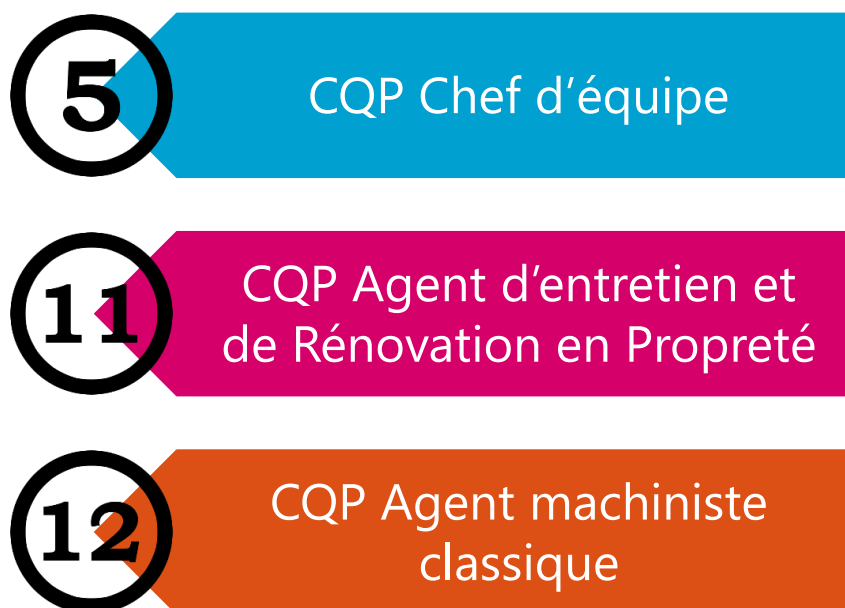 5
CQP Chef d’équipe
11
CQP Agent d’entretien et
de Rénovation en Propreté
12
CQP Agent machiniste
classique